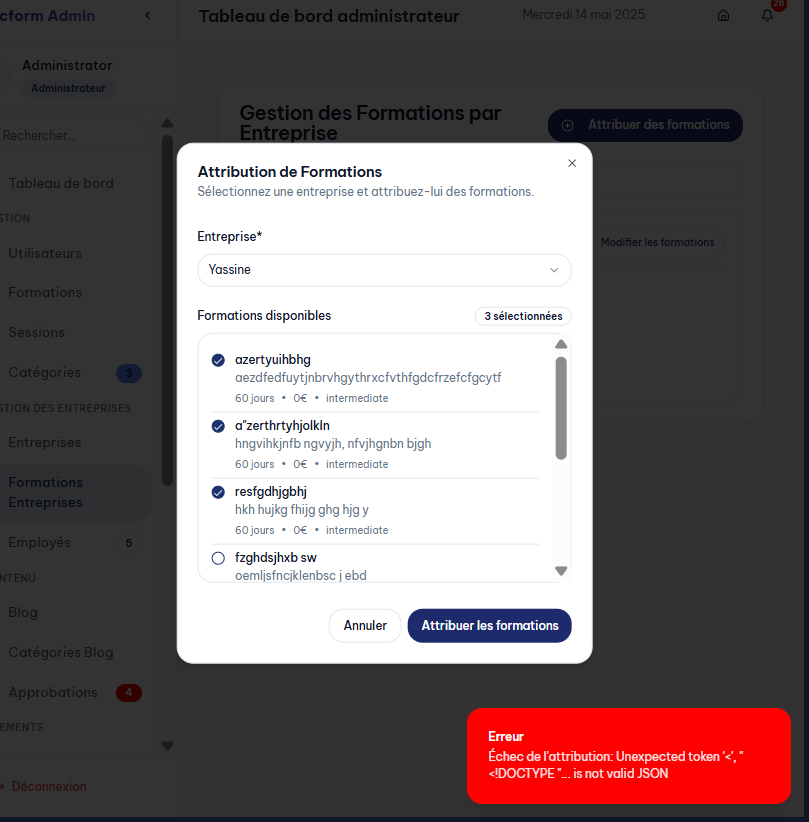 cform Admin
Tableau de bord administrateur
Mercredi 14 mai 2025
26
Administrator
Administrateur
Rechercher...
Tableau de bord
STION
Utilisateurs
Formations
Sessions
Catégories
3
STION DES ENTREPRISES
Entreprises
Formations
Entreprises
Employés
5
NTENU
Blog
Catégories Blog
Approbations
4
EMENTS
Déconnexion
Gestion des Formations par
Entreprise
Attribuer des formations
Modifier les formations
Attribution de Formations
Sélectionnez une entreprise et attribuez-lui des formations.
Entreprise*
Yassine
Formations disponibles
3 sélectionnées
azertyuihbhg
aezdfedfuytjnbrvhgythrxcfvthfgdcfrzefcfgcytf
60 jours • 0€ • intermediate
a"zerthrtyhjolkln
hngvihkjnfb ngvyjh, nfvjhgnbn bjgh
60 jours • 0€ • intermediate
resfgdhjgbhj
hkh hujkg fhijg ghg hjg y
60 jours • 0€ • intermediate
fzghdsjhxb sw
oemljsfncjklenbsc j ebd
Annuler
Attribuer les formations
Erreur
Échec de l'attribution: Unexpected token '<', "
<!DOCTYPE "... is not valid JSON